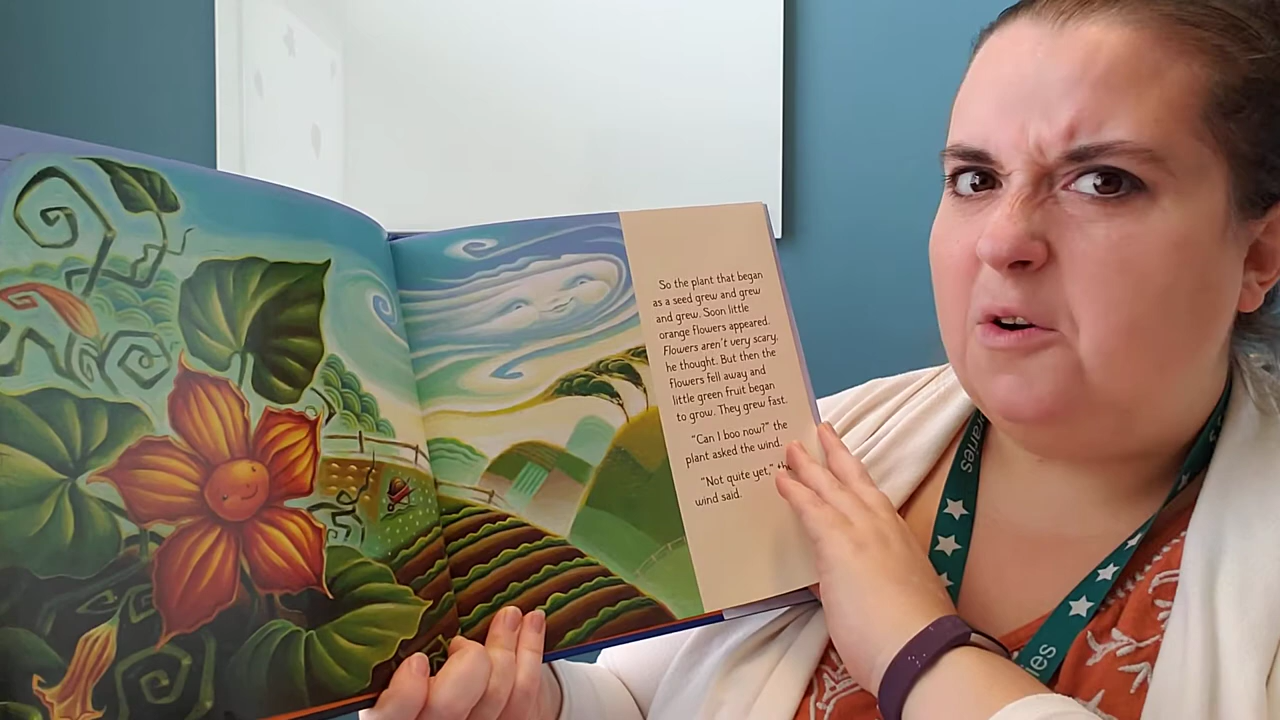 So the plant that began
as a seed grew and grew
and grew. Soon little
orange flowers appeared.
Flowers aren't very scary,
he thought. But then the
flowers fell away and
little green fruit began
to grow. They grew fast.
"Can I boo now?" the
plant asked the wind.
"Not quite yet," the
wind said.
raries
es